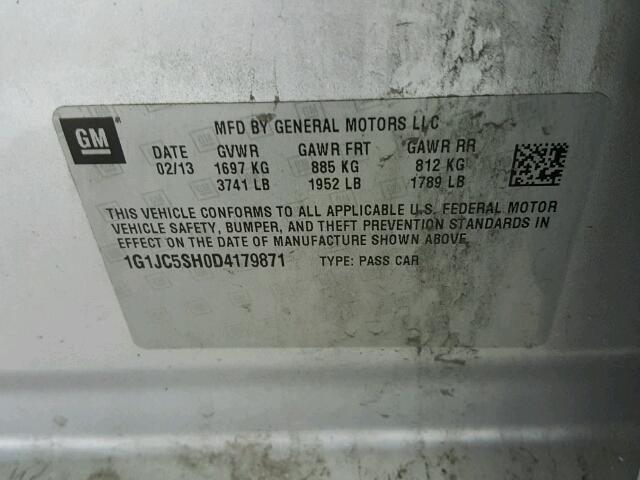 GM
MFD BY GENERAL MOTORS LLC
DATE GVWR GAWR FRT GAWR RR
02/13 1697 KG 885 KG 812 KG
3741 LB 1952 LB 1789 LB
THIS VEHICLE CONFORMS TO ALL APPLICABLE U.S. FEDERAL MOTOR
VEHICLE SAFETY, BUMPER, AND THEFT PREVENTION STANDARDS IN
EFFECT ON THE DATE OF MANUFACTURE SHOWN ABOVE.
1G1JC5SH0D4179871 TYPE: PASS CAR